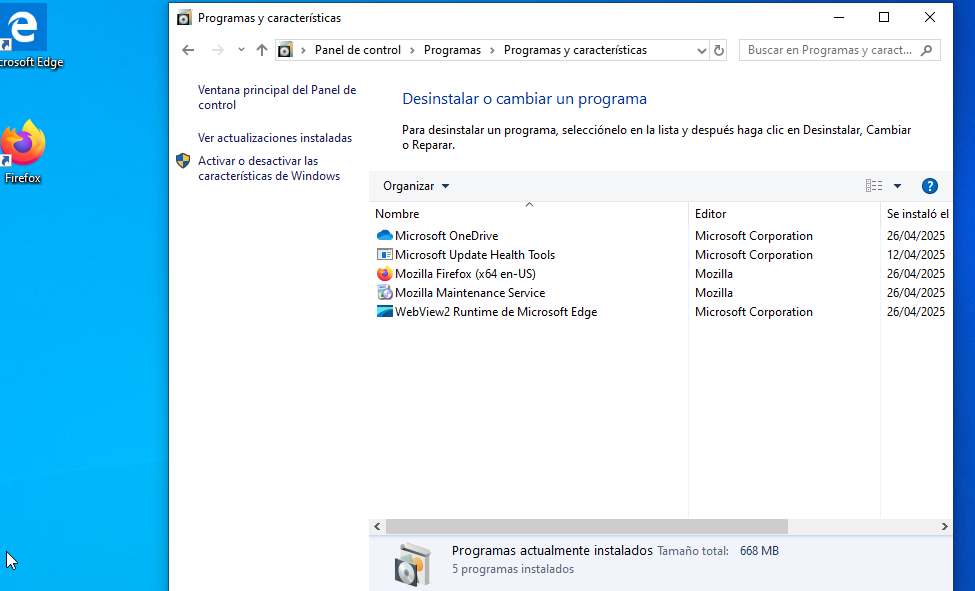 crosoft Edge
Firefox
Programas y características
Panel de control > Programas > Programas y características
Buscar en Programas y caract...
Ventana principal del Panel de
control
Ver actualizaciones instaladas
Activar o desactivar las
características de Windows
Desinstalar o cambiar un programa
Para desinstalar un programa, selecciónelo en la lista y después haga clic en Desinstalar, Cambiar
o Reparar.
Organizar
Nombre Editor Se instaló el
Microsoft OneDrive Microsoft Corporation 26/04/2025
Microsoft Update Health Tools Microsoft Corporation 12/04/2025
Mozilla Firefox (x64 en-US) Mozilla 26/04/2025
Mozilla Maintenance Service Mozilla 26/04/2025
WebView2 Runtime de Microsoft Edge Microsoft Corporation 26/04/2025
Programas actualmente instalados Tamaño total: 668 MB
5 programas instalados